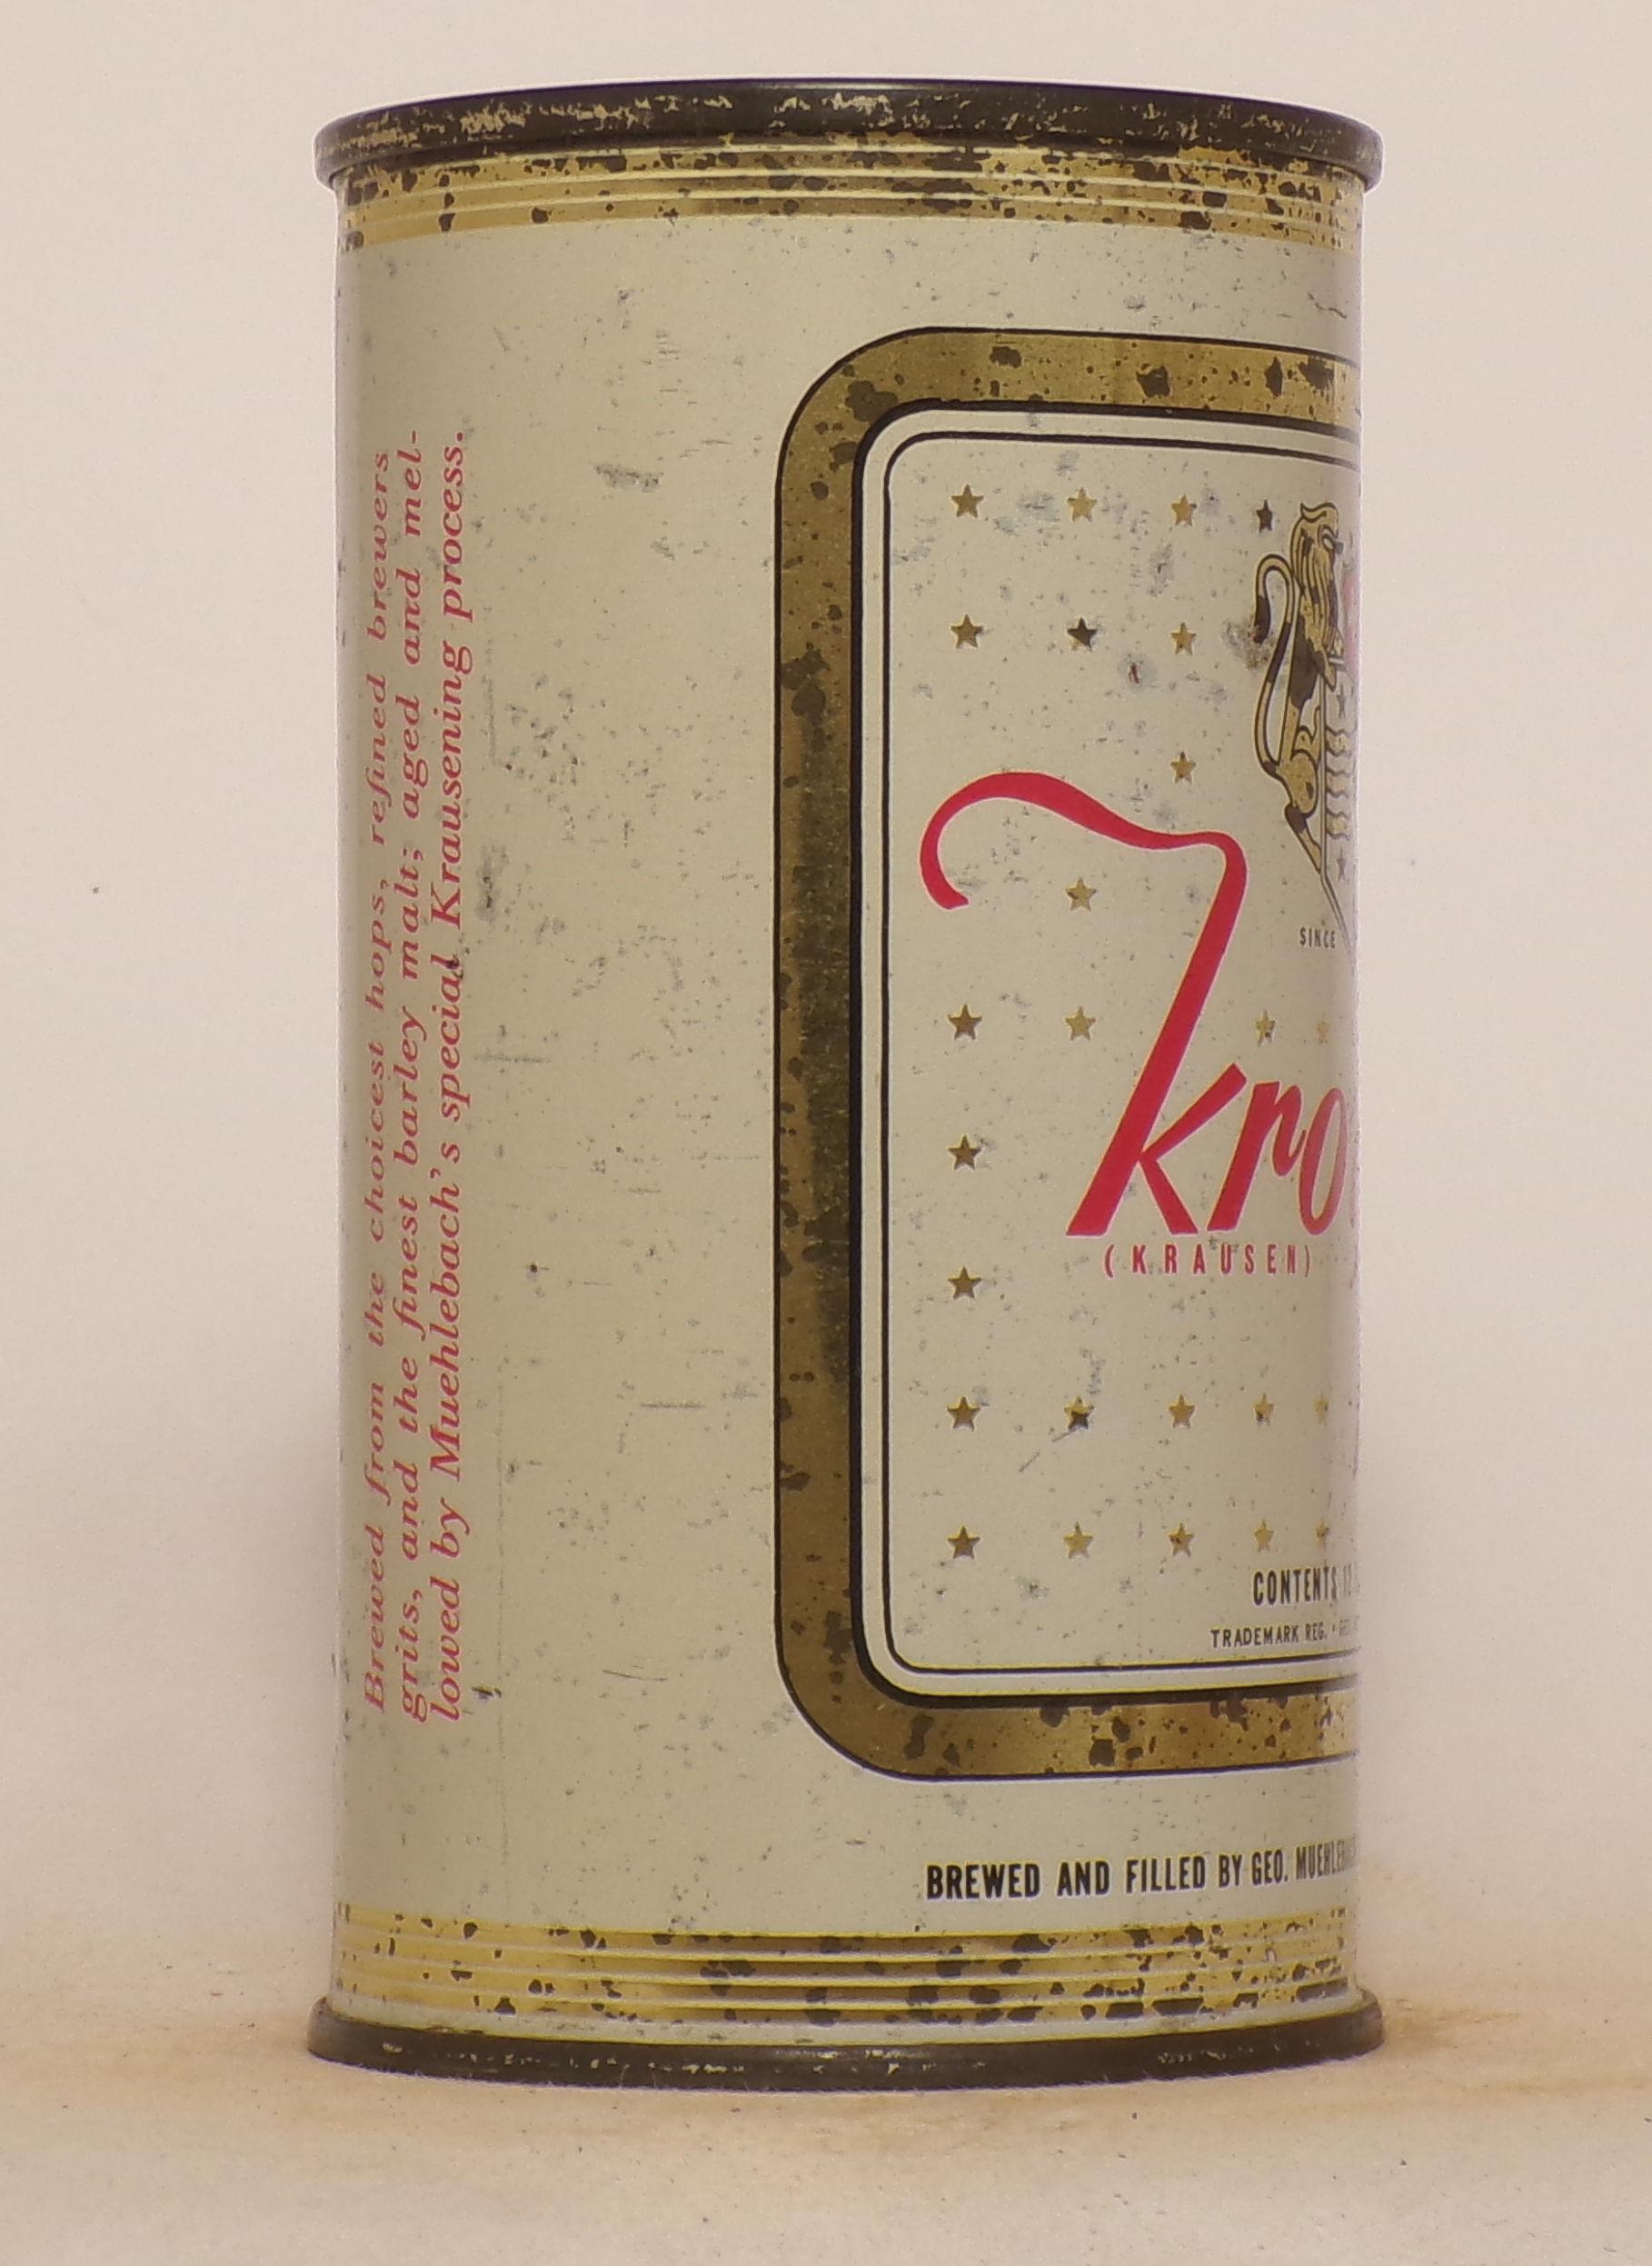 Brewed from the choicest hops, refined brewers
grits, and the finest barley malt; aged and mel-
lowed by Muehlebach's special Krausening process.
SINCE
Kro
(KRAUSEN)
CONTENTS
TRADEMARK REG.
BREWED AND FILLED BY GEO.